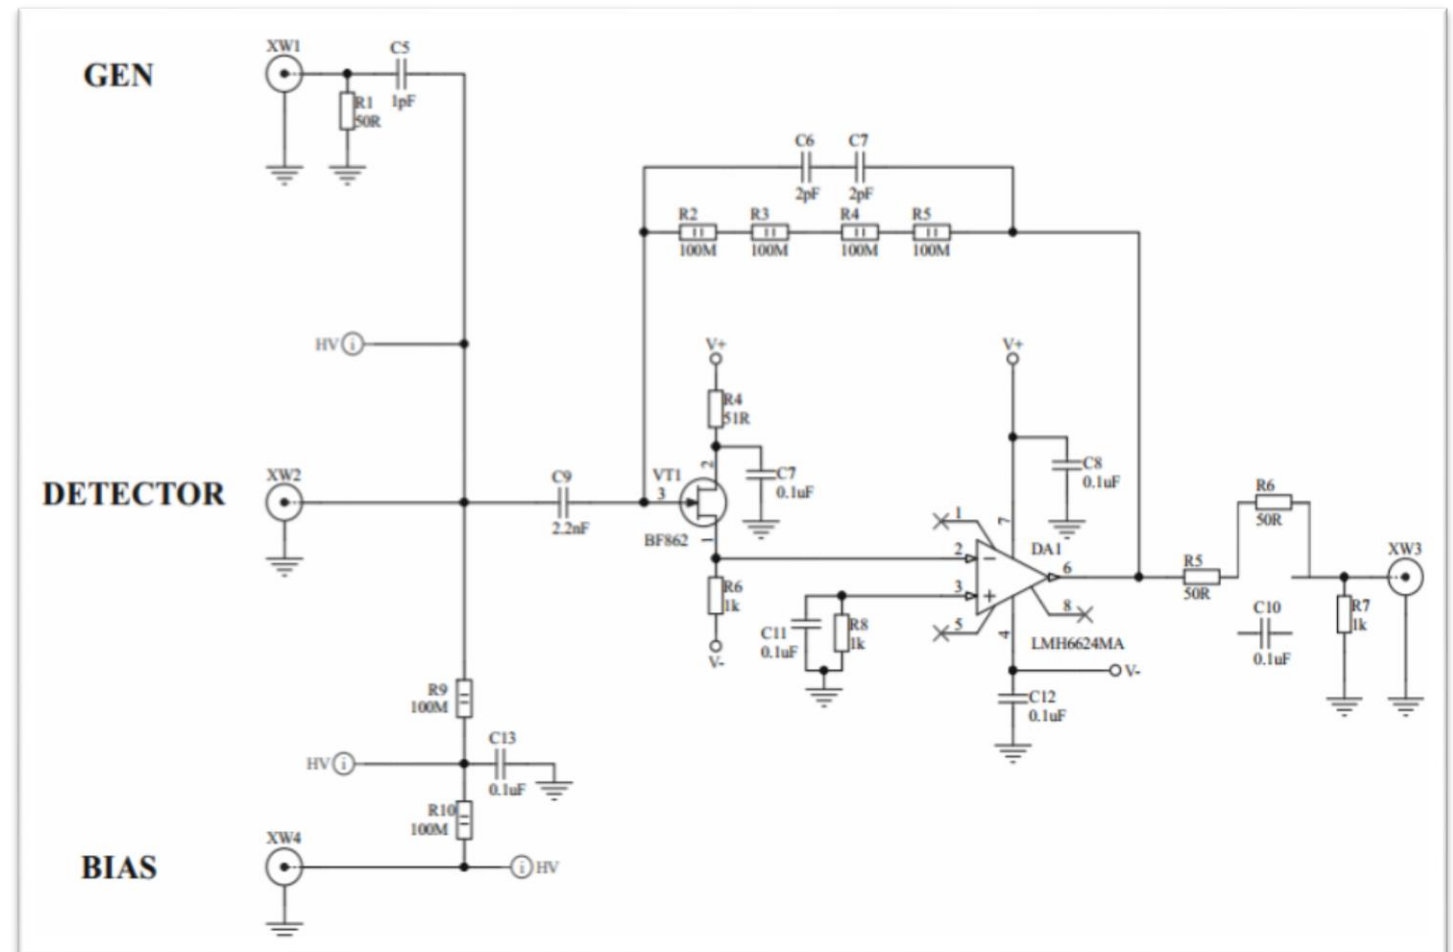 XW1
C5
GEN
R1
1pF
50R
C6
C7
2pF
2pF
R2
R3
R4
R5
100M
100M
100M
100M
HV
i
V+
V+
R4
51R
2
C7
0.1uF
C8
0.1uF
XW2
DETECTOR
C9
2.2nF
VT1
3
BF862
1
1
7
DA1
2
3
6
5
8
4
LMH6624MA
R6
1k
V-
C11
0.1uF
R8
1k
V-
C12
0.1uF
R6
50R
R5
50R
XW3
C10
0.1uF
R7
1k
R9
100M
C13
0.1uF
HV
i
R10
100M
XW4
BIAS
i
HV